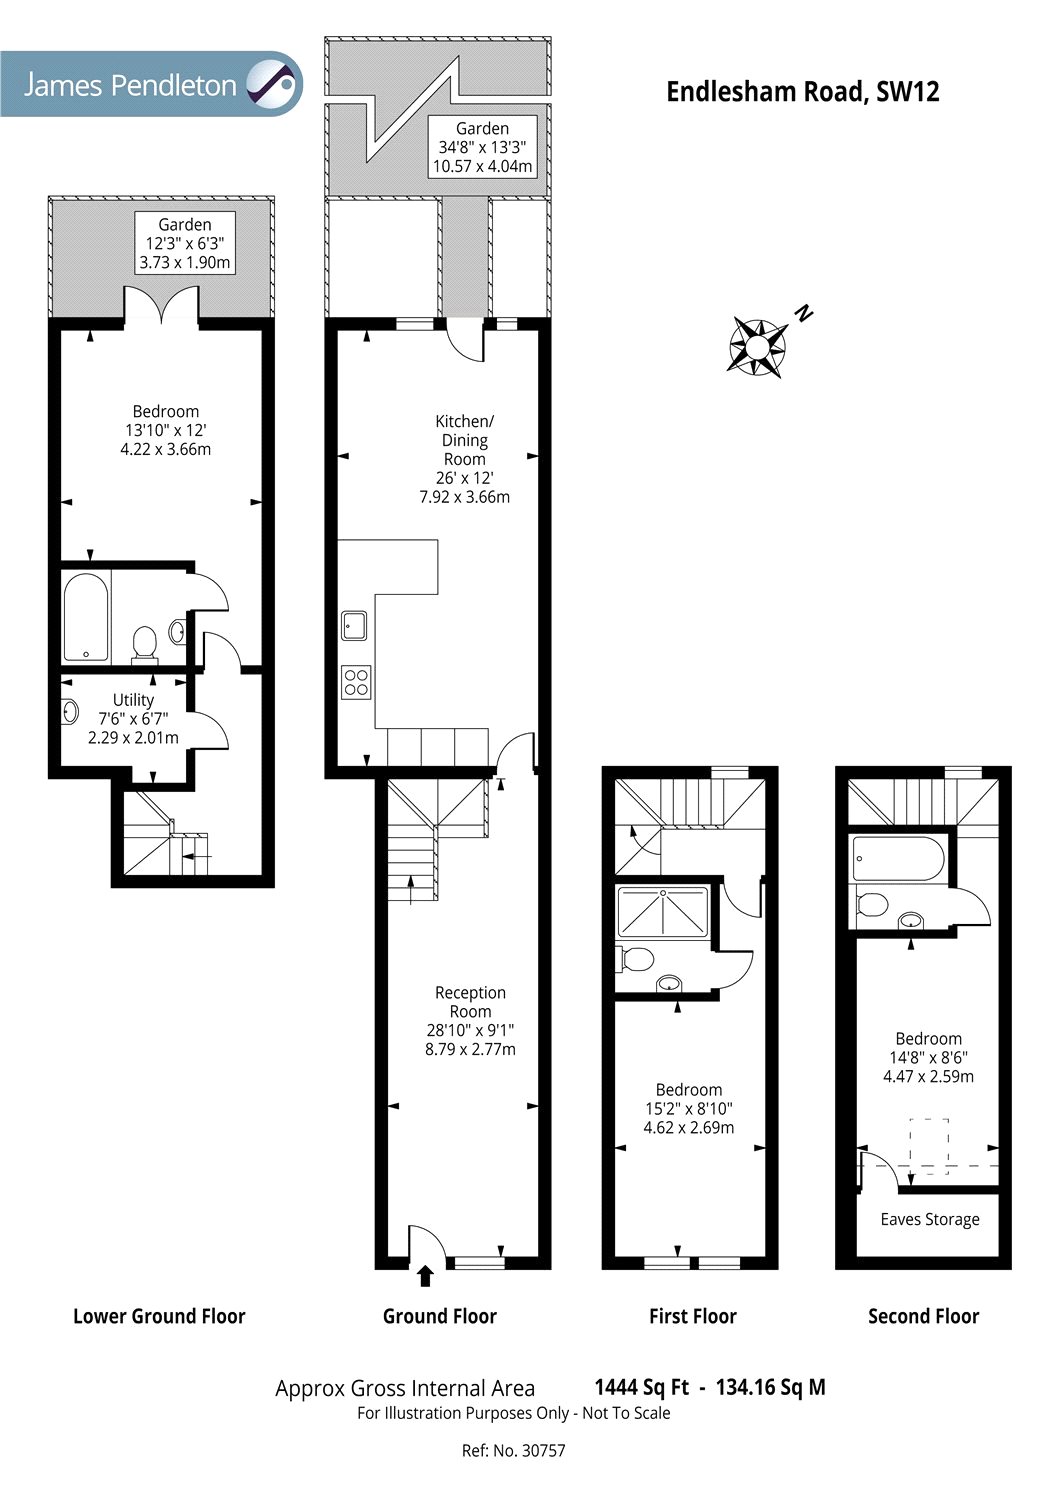 James Pendleton
Endlesham Road, SW12
Garden
34'8" x 13'3"
10.57 x 4.04m
Garden
12'3" x 6'3"
3.73 x 1.90m
N
Bedroom
13'10" x 12'
4.22 x 3.66m
Kitchen/
Dining
Room
26' x 12'
7.92 x 3.66m
Utility
7'6" x 6'7"
2.29 x 2.01m
Reception
Room
28'10" x 9'1"
8.79 x 2.77m
Bedroom
15'2" x 8'10"
4.62 x 2.69m
Bedroom
14'8" x 8'6"
4.47 x 2.59m
Eaves Storage
Lower Ground Floor
Ground Floor
First Floor
Second Floor
Approx Gross Internal Area 1444 Sq Ft - 134.16 Sq M
For Illustration Purposes Only - Not To Scale
Ref: No. 30757